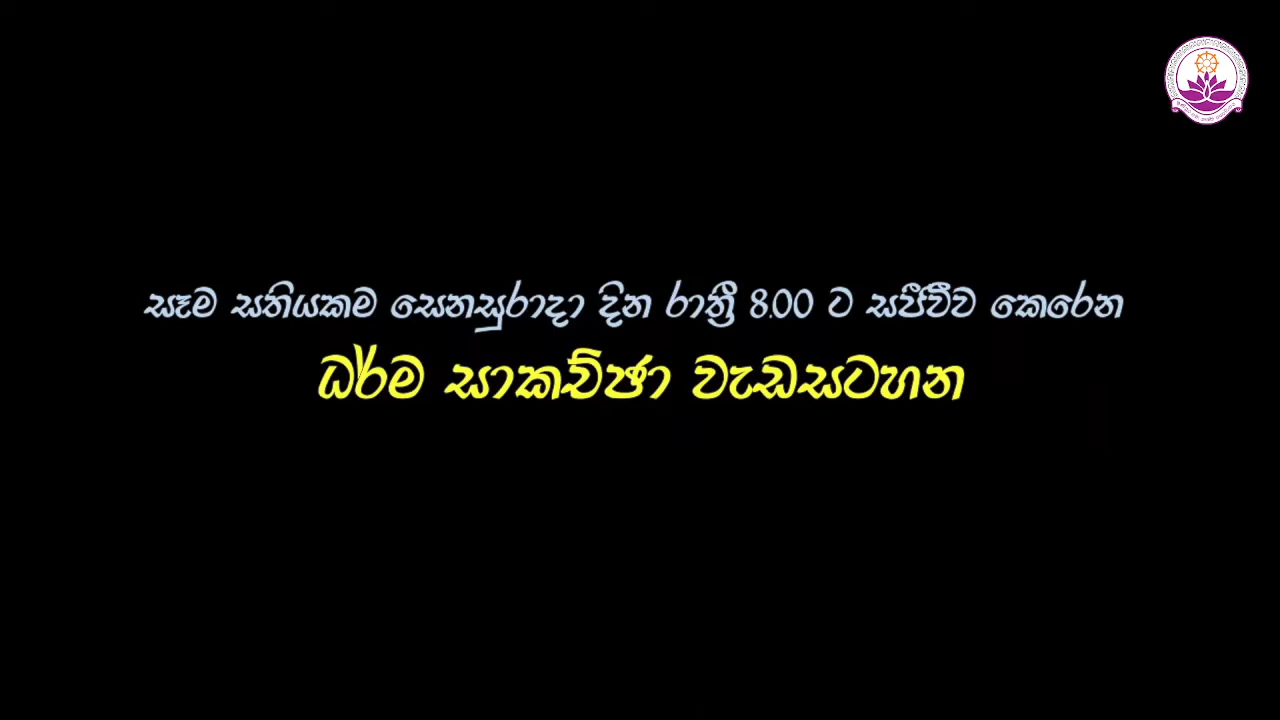 සෑම සතියකම සෙනසුරාදා දින රාත්‍රී 8.00 ට සජීවීව කෙරෙන
ධර්ම සාකච්ඡා වැඩසටහන